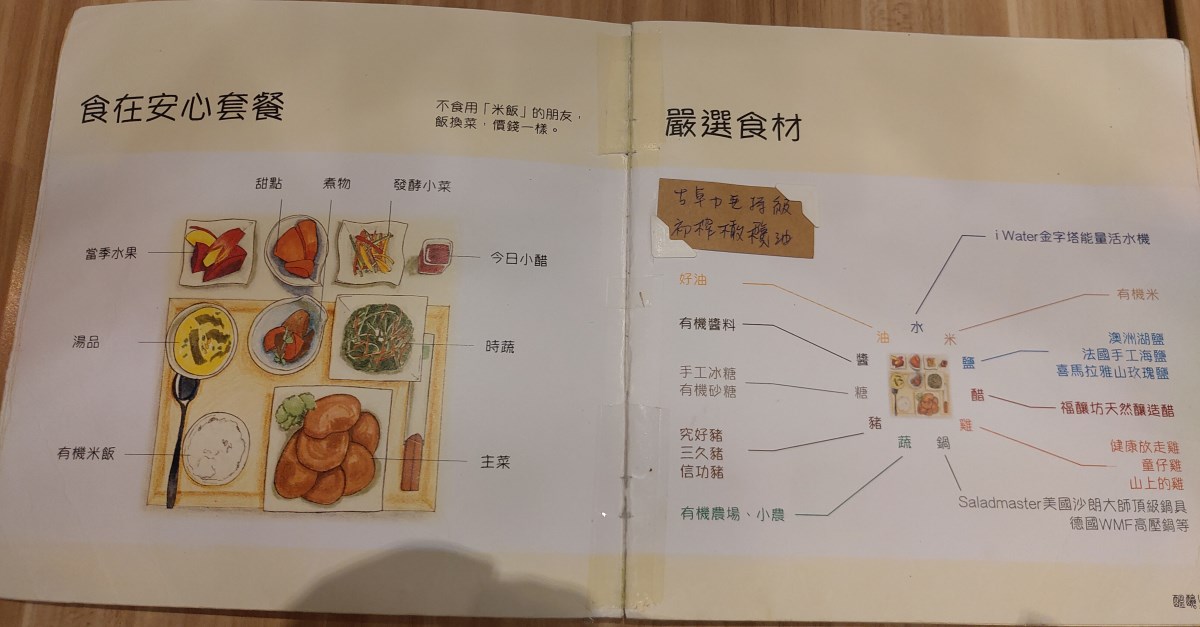 食在安心套餐
不食用「米飯」的朋友，
飯換菜，價錢一樣。
甜點
煮物
發酵小菜
當季水果
今日小醋
湯品
時蔬
有機米飯
主菜
嚴選食材
初榨橄欖油
i Water金字塔能量活水機
好油
有機米
有機醬料
水
油
米
澳洲湖鹽
法國手工海鹽
喜馬拉雅山玫瑰鹽
醬
鹽
手工冰糖
有機砂糖
糖
醋
福釀坊天然釀造醋
豬
雞
究好豬
三久豬
信功豬
蔬
鍋
健康放走雞
童仔雞
山上的雞
有機農場、小農
Saladmaster美國沙朗大師頂級鍋具
德國WMF高壓鍋等